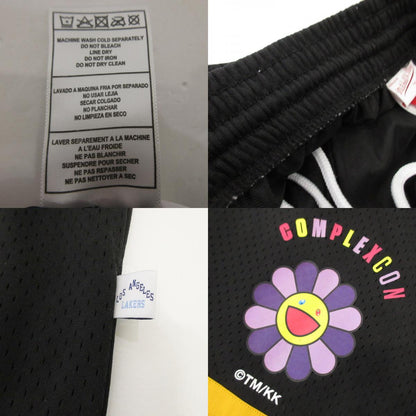 MACHINE WASH COLD SEPARATELY
DO NOT BLEACH
LINE DRY
DO NOT IRON
DO NOT DRY CLEAN
LAVADO A MAQUINA FRIA POR SEPARADO
NO USAR LEJIA
SECAR COLGADO
NO PLANCHAR
NO LIMPIEZA EN SECO
LAVER SEPAREMENT A LA MACHINE
A L'EAU FROIDE
NE PAS BLANCHIR
SUSPENDRE POUR SECHER
NE PAS REPASSER
NE PAS NETTOYER A SEC
LOS ANGELES
LAKERS
COMPLEXCON
©TM/KK